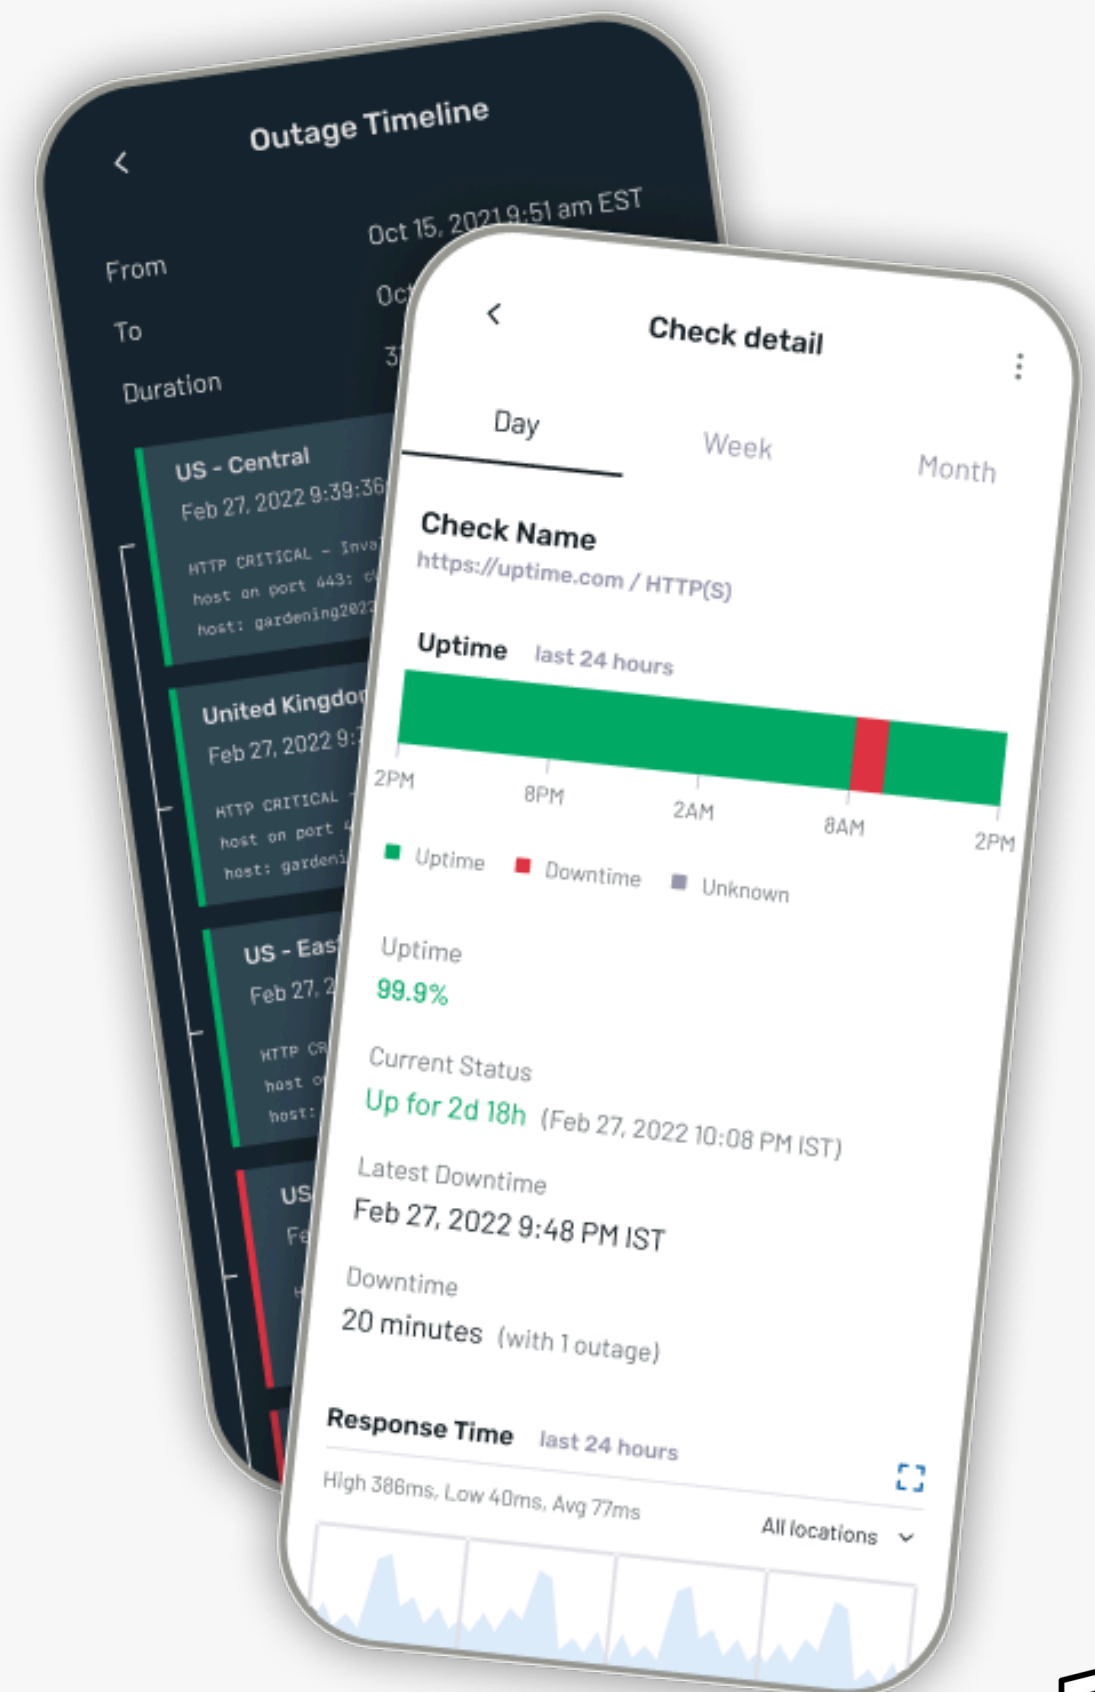 Outage Timeline
From Oct 15, 2021 9:51 am EST
To
Duration
US - Central
Feb 27, 2022 9:39:36
HTTP CRITICAL -
host on port 443:
host:
United Kingdom
Feb 27, 2022
HTTP CRITICAL
host on port
host:
US -
Feb 27,
HTTP
host
host:
US
Check detail
Day Week Month
Check Name
https://uptime.com / HTTP(S)
Uptime last 24 hours
2PM 8PM 2AM 8AM 2PM
Uptime Downtime Unknown
Uptime
99.9%
Current Status
Up for 2d 18h (Feb 27, 2022 10:08 PM IST)
Latest Downtime
Feb 27, 2022 9:48 PM IST
Downtime
20 minutes (with 1 outage)
Response Time last 24 hours
High 386ms, Low 40ms, Avg 77ms
All locations